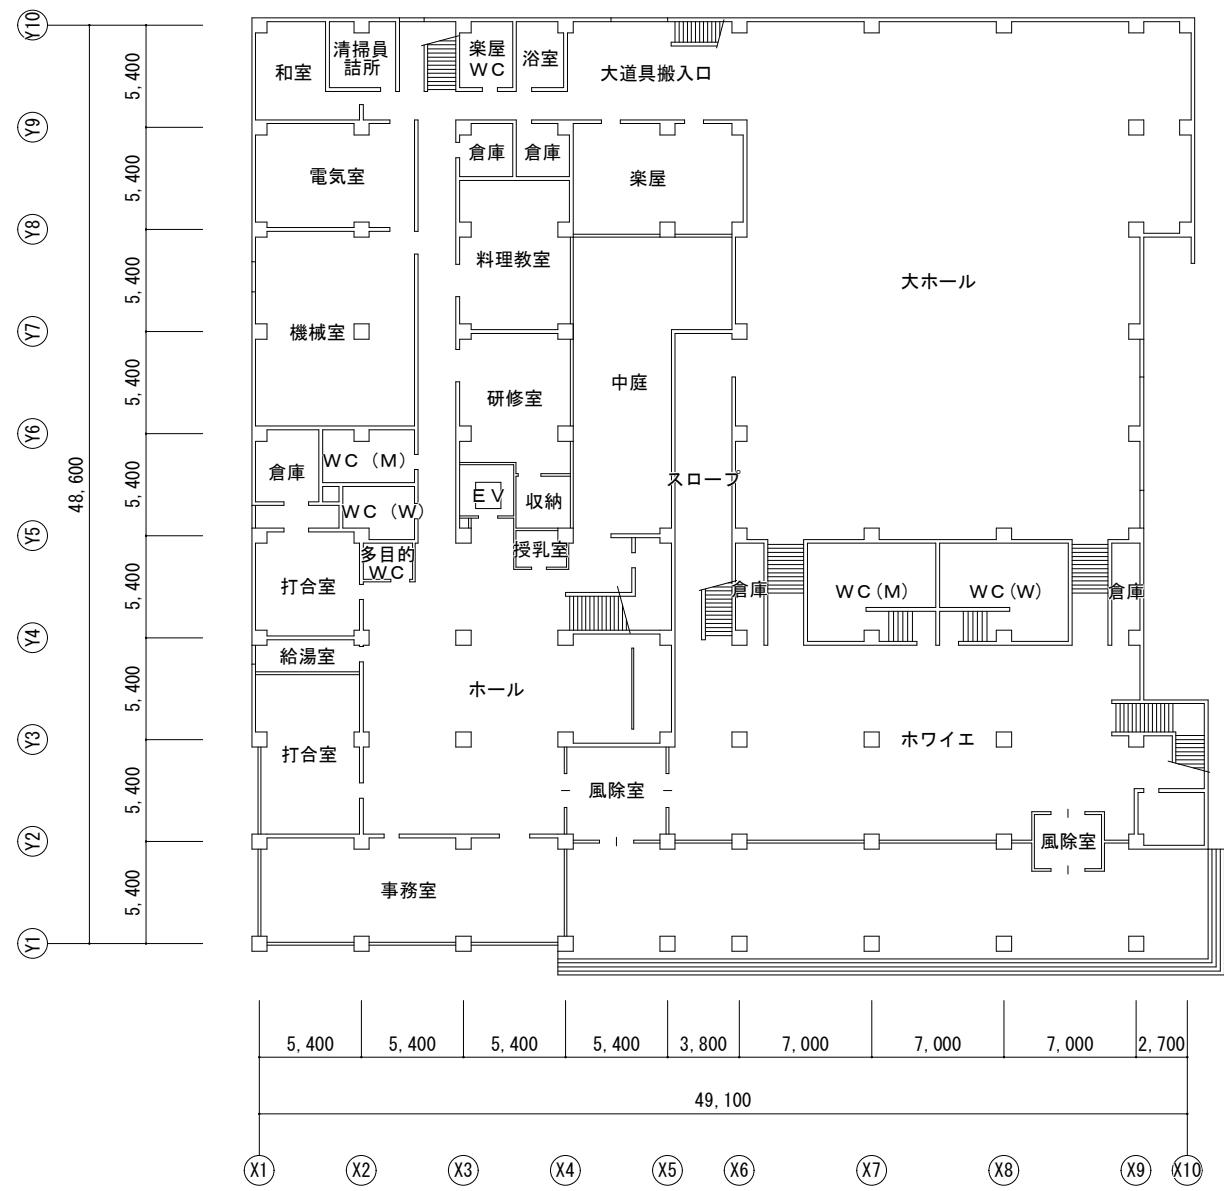 Y10
Y9
Y8
Y7
Y6
Y5
Y4
Y3
Y2
Y1
48,600
5,400
5,400
5,400
5,400
5,400
5,400
5,400
5,400
5,400
和室
清掃員
詰所
楽屋
WC
浴室
大道具搬入口
電気室
倉庫
倉庫
楽屋
料理教室
大ホール
機械室
研修室
中庭
倉庫
WC(M)
EV
収納
スロープ
WC(W)
授乳室
多目的
WC
打合室
倉庫
WC(M)
WC(W)
倉庫
給湯室
ホール
打合室
ホワイエ
風除室
風除室
事務室
5,400
5,400
5,400
5,400
3,800
7,000
7,000
7,000
2,700
49,100
X1
X2
X3
X4
X5
X6
X7
X8
X9
X10